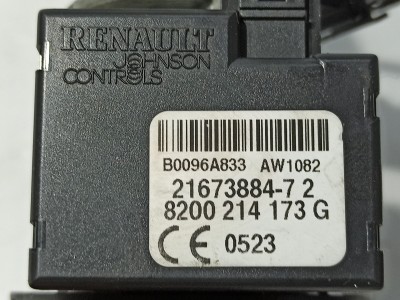 RENAULT
JOHNSON
CONTROLS
B0096A833 AW1082
21673884-7 2
8200 214 173 G
CE 0523